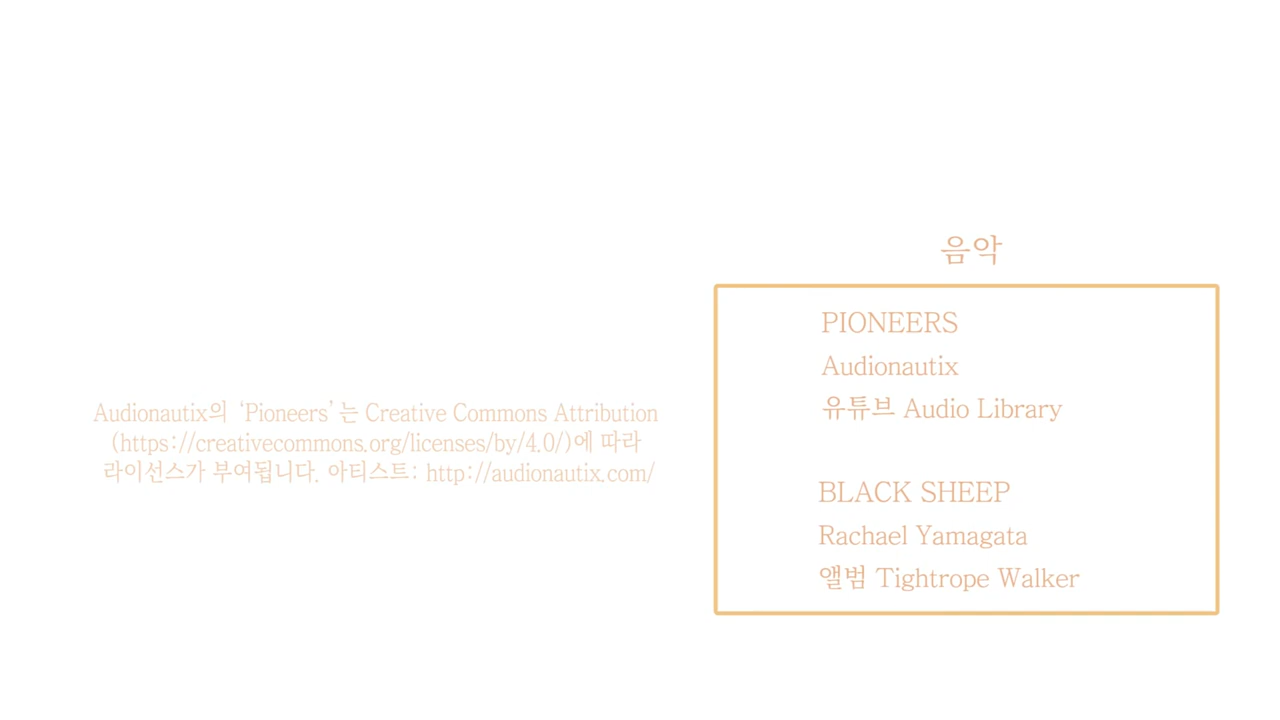 음악
PIONEERS
Audionautix
유튜브 Audio Library
BLACK SHEEP
Rachael Yamagata
앨범 Tightrope Walker
Audionautix의 ‘Pioneers’는 Creative Commons Attribution
(https://creativecommons.org/licenses/by/4.0/)에 따라
라이선스가 부여됩니다. 아티스트: http://audionautix.com/